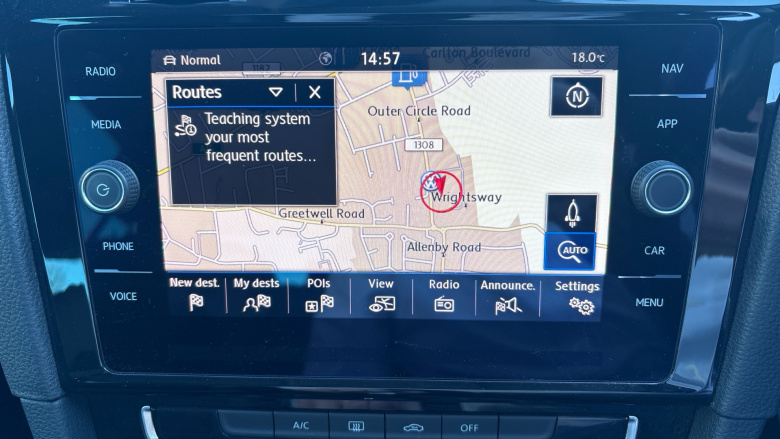 RADIO
MEDIA
PHONE
VOICE
Normal
14:57
18.0°C
Carlton Boulevard
1182
Routes
Teaching system
your most
frequent routes...
Outer Circle Road
1308
Wrightsway
Greetwell Road
Allenby Road
N
AUTO
New dest.
My dests
POIs
View
Radio
Announce.
Settings
NAV
APP
CAR
MENU
A/C
OFF